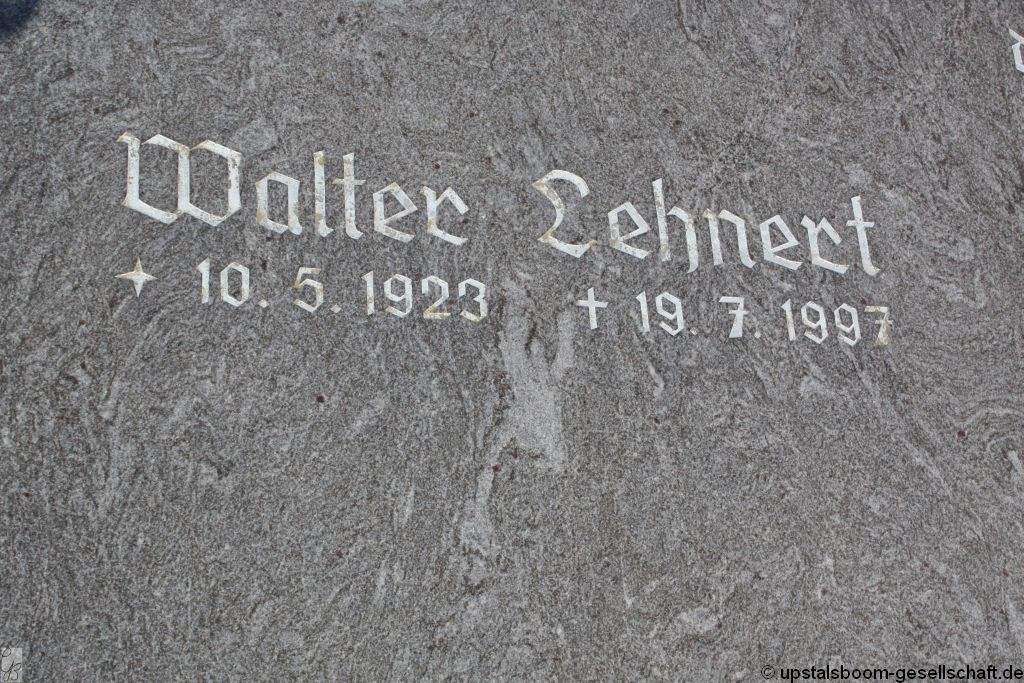 Walter Lehnert
10. 5. 1923 † 19. 7. 1997
© upstalsboom-gesellschaft.de